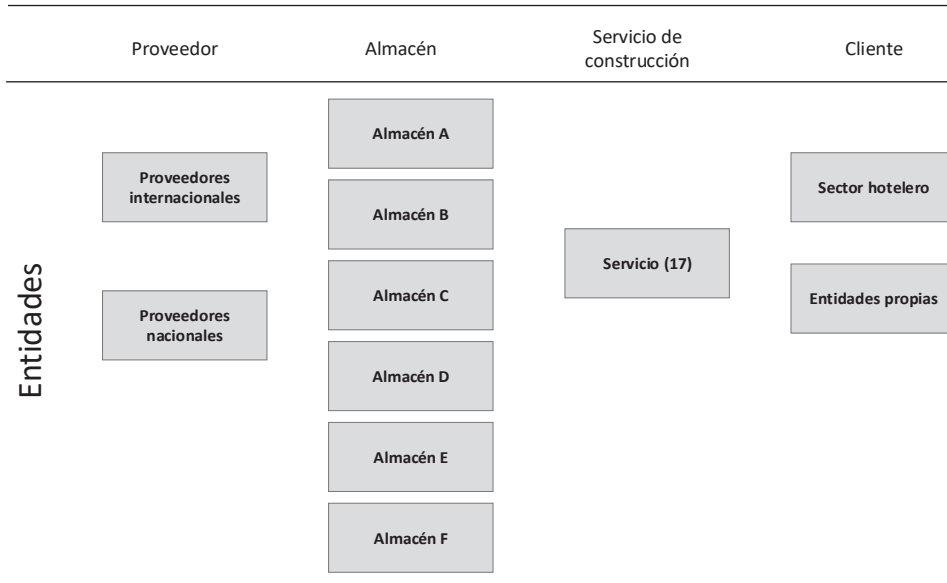 Proveedor
Almacén
Servicio de
construcción
Cliente
Entidades
Proveedores
internacionales
Proveedores
nacionales
Almacén A
Almacén B
Almacén C
Almacén D
Almacén E
Almacén F
Servicio (17)
Sector hotelero
Entidades propias